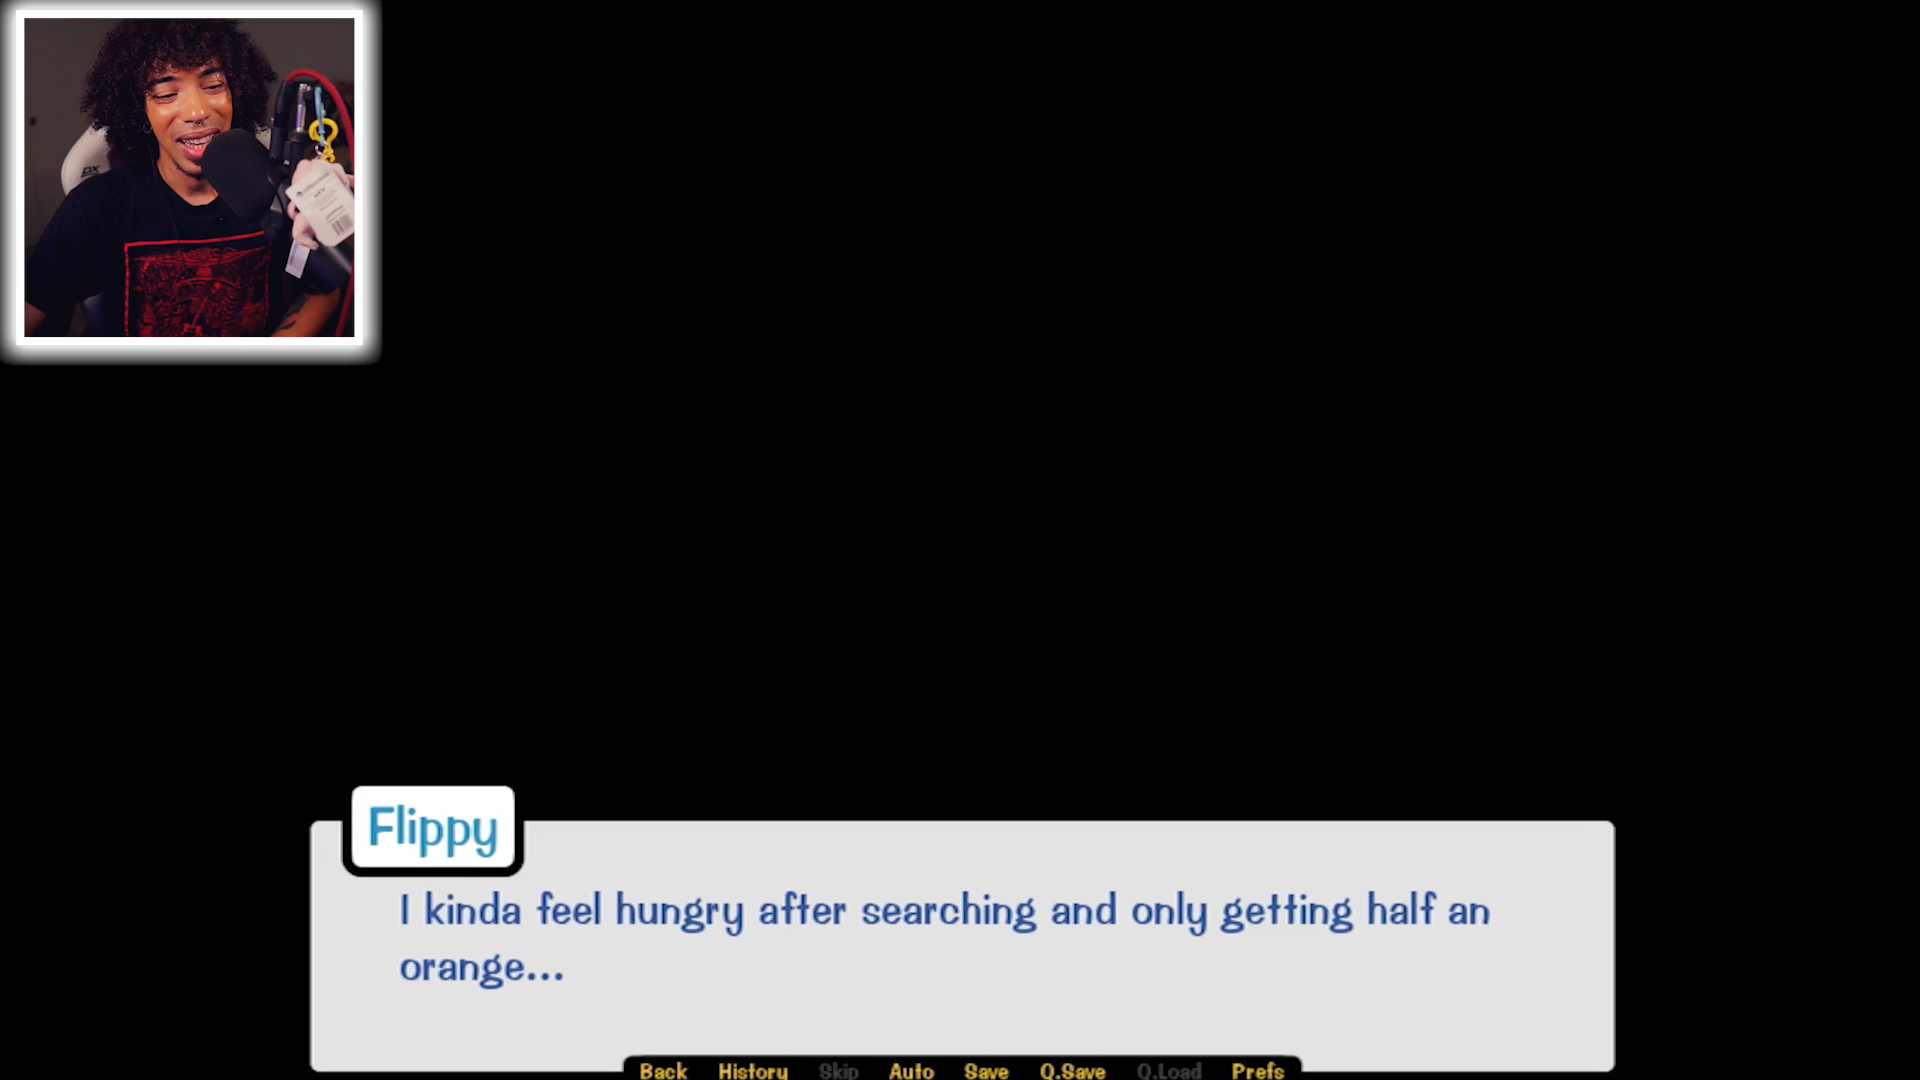 Flippy
I kinda feel hungry after searching and only getting half an
orange...
Back History Skip Auto Save Q.Save Q.Load Prefs